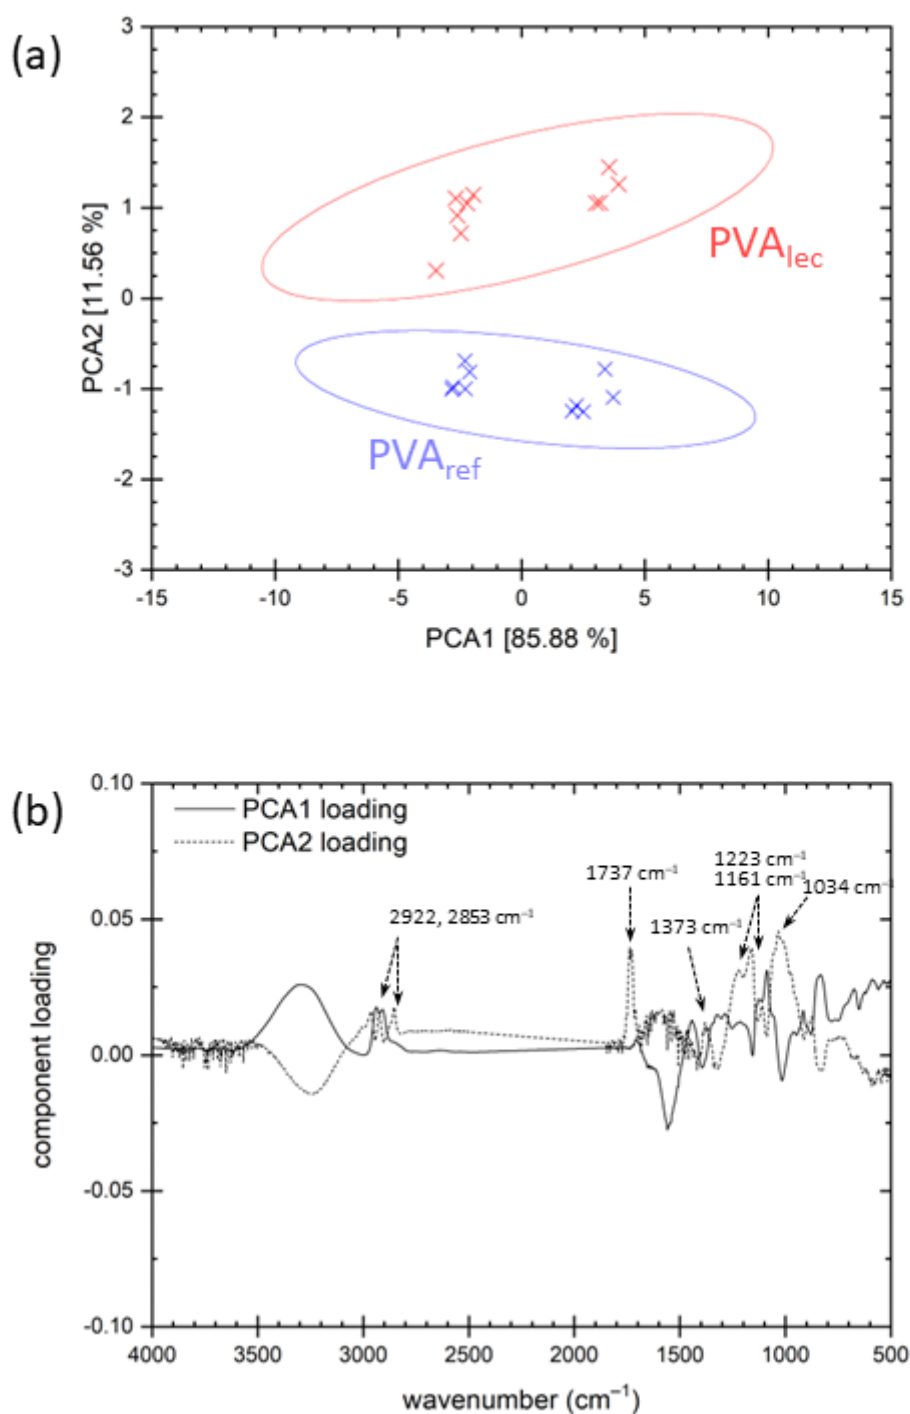 (a)
3
2
1
0
-1
-2
-3
PCA2 [11.56 %]
PVAlec
PVAref
-15 -10 -5 0 5 10 15
PCA1 [85.88 %]
(b)
0.10
0.05
0.00
-0.05
-0.10
component loading
PCA1 loading
PCA2 loading
2922, 2853 cm⁻¹
1737 cm⁻¹
1373 cm⁻¹
1223 cm⁻¹
1161 cm⁻¹
1034 cm⁻¹
4000 3500 3000 2500 2000 1500 1000 500
wavenumber (cm⁻¹)